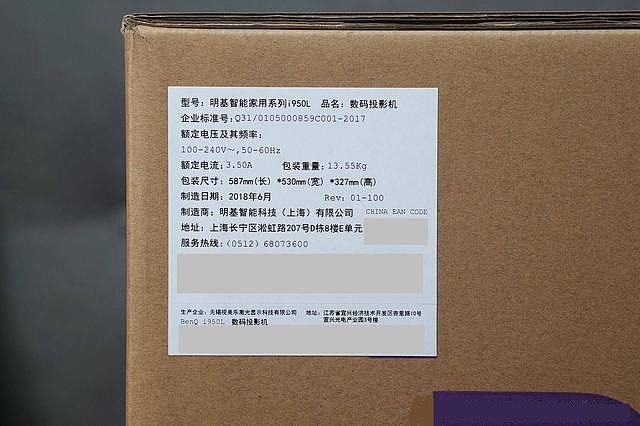 型号：明基智能家用系列i950L 品名：数码投影机
企业标准号：Q31/0105000859C001-2017
额定电压及其频率：
100-240V～,50-60Hz
额定电流：3.50A 包装重量：13.55Kg
包装尺寸：587mm(长) *530mm(宽) *327mm(高)
制造日期：2018年6月 Rev: 01-100
制造商：明基智能科技（上海）有限公司 CHINA EAN CODE
地址：上海长宁区淞虹路207号D栋8楼E单元
服务热线：(0512) 68073600
生产企业：无锡视美乐激光显示科技有限公司 地址：江苏省宜兴经济技术开发区杏里路10号
宜兴光电产业园3号楼
BenQ i950L 数码投影机